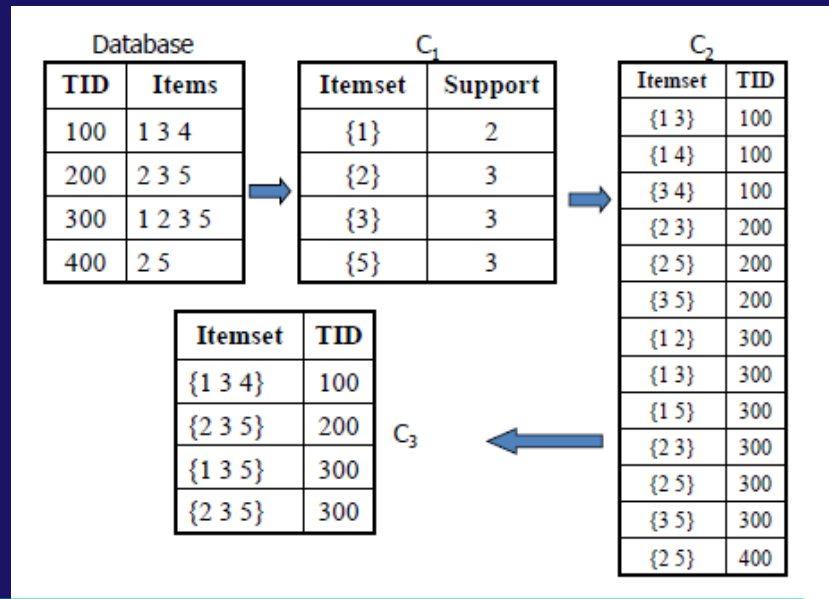 Database
TID Items
100 1 3 4
200 2 3 5
300 1 2 3 5
400 2 5
C₁
Itemset Support
{1} 2
{2} 3
{3} 3
{5} 3
C₂
Itemset TID
{1 3} 100
{1 4} 100
{3 4} 100
{2 3} 200
{2 5} 200
{3 5} 200
{1 2} 300
{1 3} 300
{1 5} 300
{2 3} 300
{2 5} 300
{3 5} 300
{2 5} 400
Itemset TID
{1 3 4} 100
{2 3 5} 200
{1 3 5} 300
{2 3 5} 300
C₃